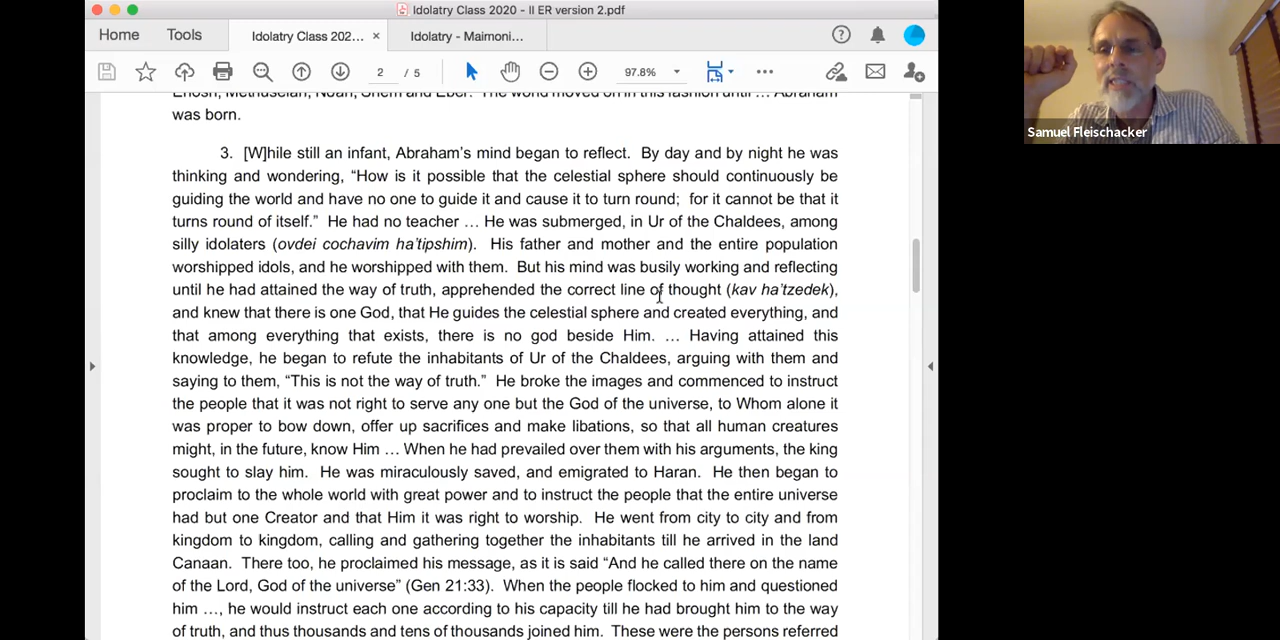 Idolatry Class 2020 - II ER version 2.pdf
Home Tools Idolatry Class 202... × Idolatry - Maimoni...
2 / 5 97.8%
Samuel Fleischacker
Enosh, Methuselah, Noah, Shem and Eber. The world moved on in this fashion until … Abraham
was born.
3. [W]hile still an infant, Abraham’s mind began to reflect. By day and by night he was
thinking and wondering, “How is it possible that the celestial sphere should continuously be
guiding the world and have no one to guide it and cause it to turn round; for it cannot be that it
turns round of itself.” He had no teacher … He was submerged, in Ur of the Chaldees, among
silly idolaters (ovdei cochavim ha’tipshim). His father and mother and the entire population
worshipped idols, and he worshipped with them. But his mind was busily working and reflecting
until he had attained the way of truth, apprehended the correct line of thought (kav ha’tzedek),
and knew that there is one God, that He guides the celestial sphere and created everything, and
that among everything that exists, there is no god beside Him. … Having attained this
knowledge, he began to refute the inhabitants of Ur of the Chaldees, arguing with them and
saying to them, “This is not the way of truth.” He broke the images and commenced to instruct
the people that it was not right to serve any one but the God of the universe, to Whom alone it
was proper to bow down, offer up sacrifices and make libations, so that all human creatures
might, in the future, know Him … When he had prevailed over them with his arguments, the king
sought to slay him. He was miraculously saved, and emigrated to Haran. He then began to
proclaim to the whole world with great power and to instruct the people that the entire universe
had but one Creator and that Him it was right to worship. He went from city to city and from
kingdom to kingdom, calling and gathering together the inhabitants till he arrived in the land
Canaan. There too, he proclaimed his message, as it is said “And he called there on the name
of the Lord, God of the universe” (Gen 21:33). When the people flocked to him and questioned
him …, he would instruct each one according to his capacity till he had brought him to the way
of truth, and thus thousands and tens of thousands joined him. These were the persons referred